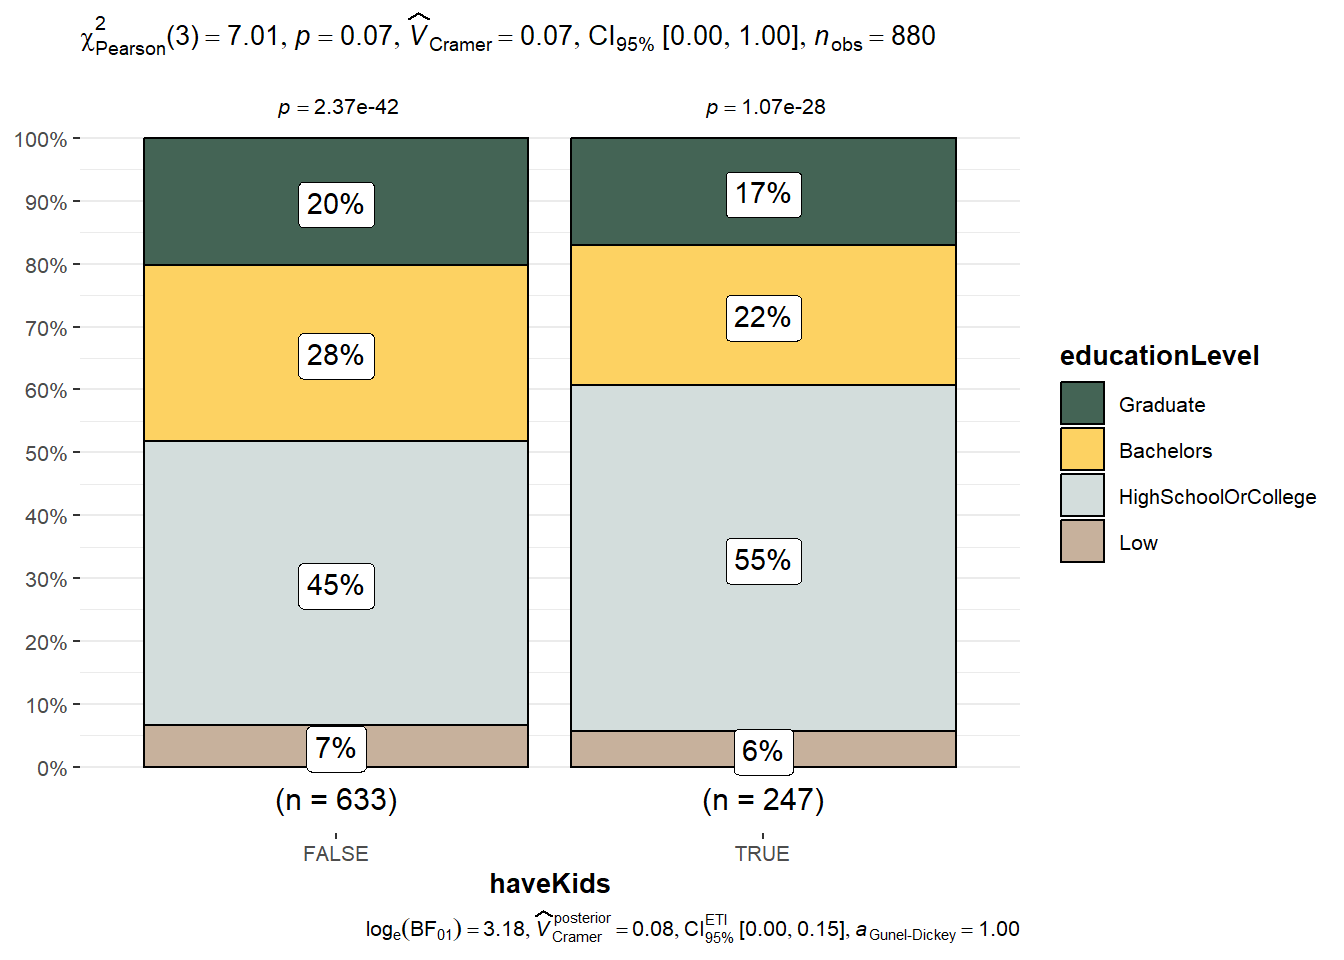 χ²Pearson(3) = 7.01, p = 0.07, V̂Cramer = 0.07, CI95% [0.00, 1.00], nobs = 880
p = 2.37e-42 p = 1.07e-28
100%
90%
80%
70%
60%
50%
40%
30%
20%
10%
0%
20%
28%
45%
7%
17%
22%
55%
6%
(n = 633) (n = 247)
FALSE TRUE
haveKids
educationLevel
Graduate
Bachelors
HighSchoolOrCollege
Low
loge(BF01) = 3.18, V̂posteriorCramer = 0.08, CIETI95% [0.00, 0.15], aGunel-Dickey = 1.00